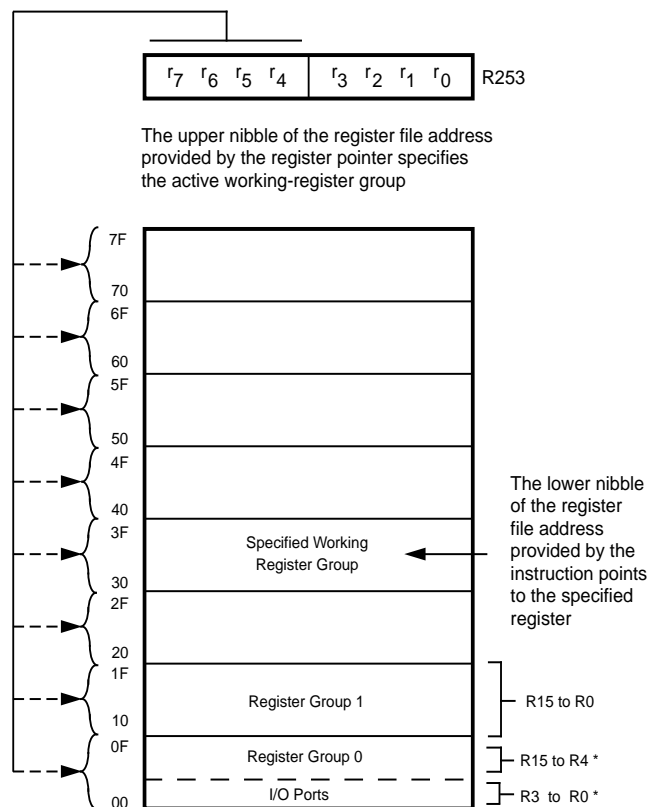 r7 r6 r5 r4 r3 r2 r1 r0 R253
The upper nibble of the register file address
provided by the register pointer specifies
the active working-register group
7F
70
6F
60
5F
50
4F
40
3F
30
2F
20
1F
10
0F
00
Specified Working
Register Group
The lower nibble
of the register
file address
provided by the
instruction points
to the specified
register
Register Group 1
R15 to R0
Register Group 0
R15 to R4 *
I/O Ports
R3 to R0 *